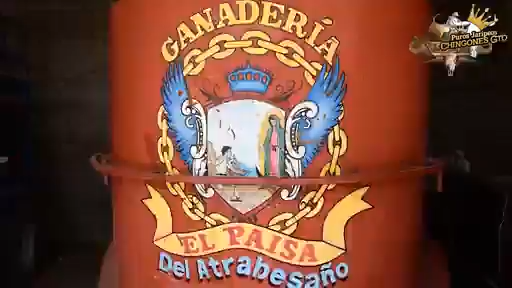 GANADERÍA
EL PAISA
Del Atrabesaño
Puros Jaripeos
CHINGONES GTO